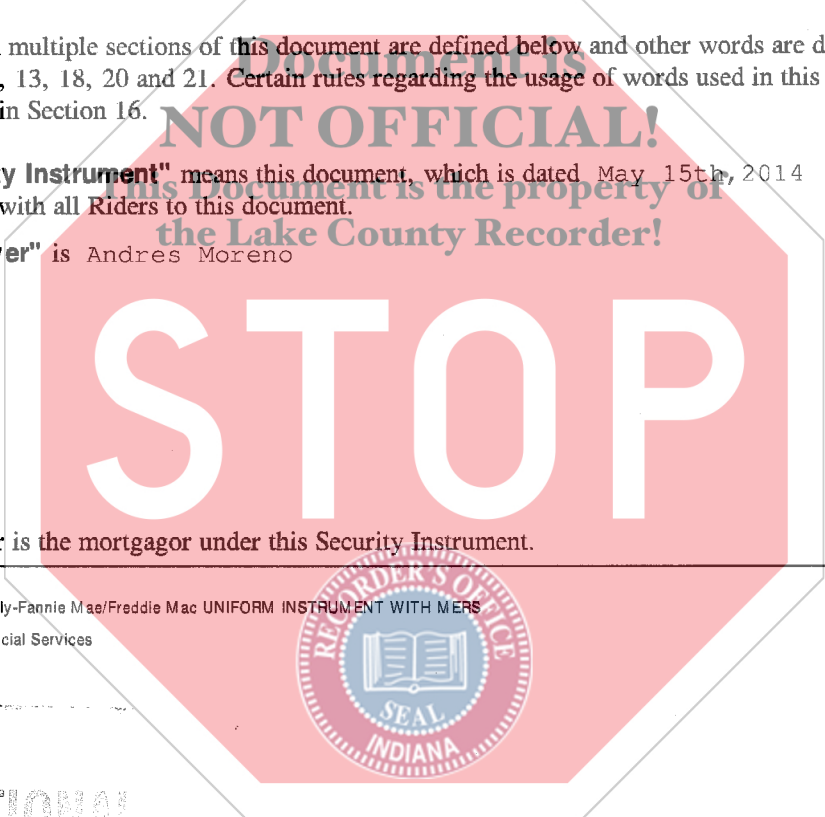 multiple sections of this document are defined below and other words are d
, 13, 18, 20 and 21. Certain rules regarding the usage of words used in this
in Section 16.
Document is
NOT OFFICIAL!
This Document is the property of
the Lake County Recorder!
y Instrument" means this document, which is dated May 15th, 2014
with all Riders to this document.
er" is Andres Moreno
STOP
r is the mortgagor under this Security Instrument.
ly-Fannie Mae/Freddie Mac UNIFORM INSTRUMENT WITH MERS
cial Services
RECORDER'S OFFICE
SEAL
INDIANA